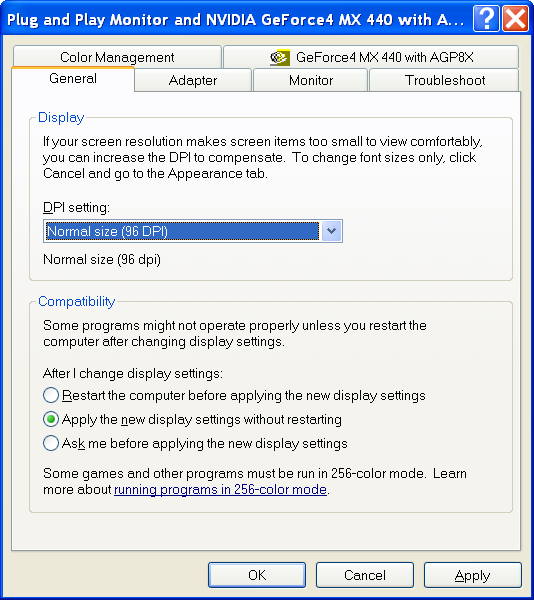 Plug and Play Monitor and NVIDIA GeForce4 MX 440 with A...
Color Management
GeForce4 MX 440 with AGP8X
General
Adapter
Monitor
Troubleshoot
Display
If your screen resolution makes screen items too small to view comfortably,
you can increase the DPI to compensate. To change font sizes only, click
Cancel and go to the Appearance tab.
DPI setting:
Normal size (96 DPI)
Normal size (96 dpi)
Compatibility
Some programs might not operate properly unless you restart the
computer after changing display settings.
After I change display settings:
Restart the computer before applying the new display settings
Apply the new display settings without restarting
Ask me before applying the new display settings
Some games and other programs must be run in 256-color mode. Learn
more about running programs in 256-color mode.
OK
Cancel
Apply